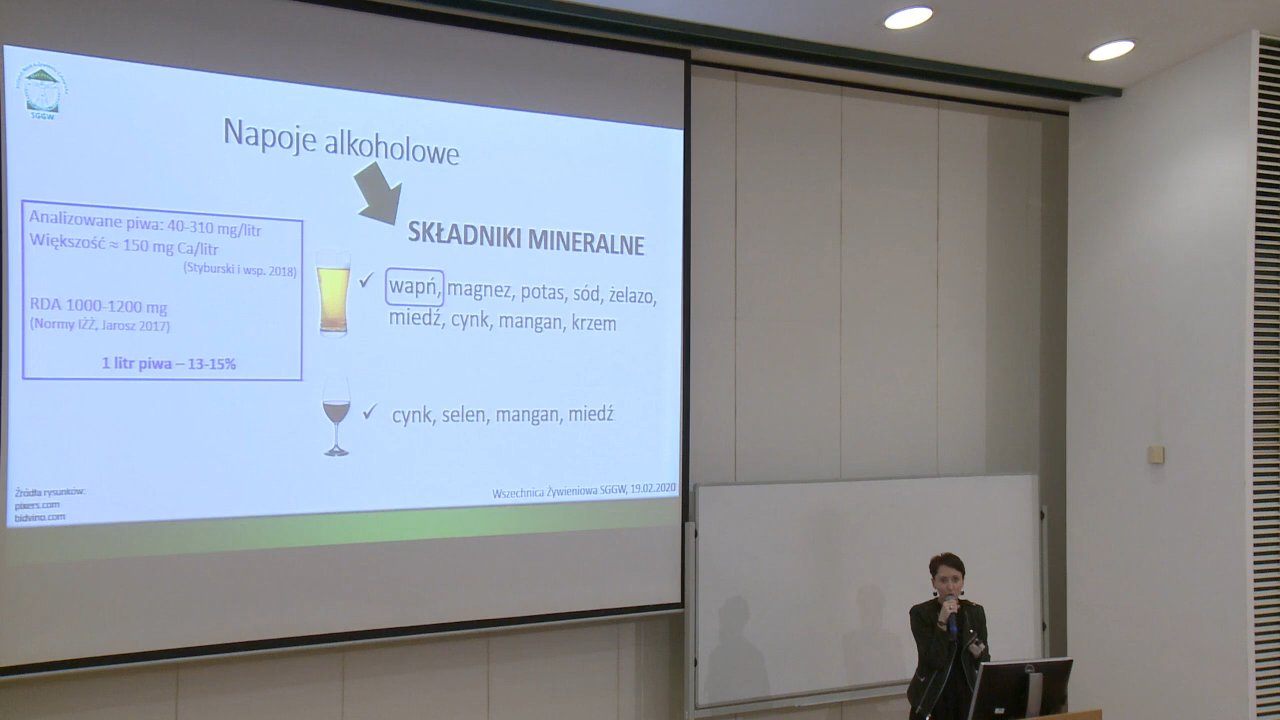 SGGW
Napoje alkoholowe
SKŁADNIKI MINERALNE
Analizowane piwa: 40-310 mg/litr
Większość ≈ 150 mg Ca/litr
(Styburski i wsp. 2018)
RDA 1000-1200 mg
(Normy IŻŻ, Jarosz 2017)
1 litr piwa – 13-15%
✓ wapń, magnez, potas, sód, żelazo,
miedź, cynk, mangan, krzem
✓ cynk, selen, mangan, miedź
Źródła rysunków:
pixers.com
bidvino.com
Wszechnica Żywieniowa SGGW, 19.02.2020